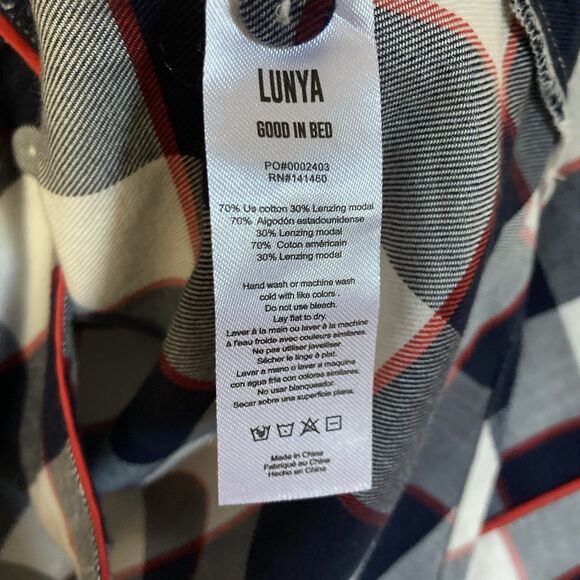 LUNYA
GOOD IN BED
PO#0002403
RN#141460
70% Us cotton 30% Lenzing modal
70% Algodón estadounidense
30% Lenzing modal
70% Coton américain
30% Lenzing modal
Hand wash or machine wash
cold with like colors .
Do not use bleach.
Lay flat to dry.
Laver à la main ou laver à la machine
à l'eau froide avec couleurs similares.
Ne pas utiliser javelliser.
Sécher le linge à plat.
Lavar a mano o lavar a maquina
con agua fria con colores similares.
No usar blanqueador.
Secar sobre una superficie plana.
Made in China
Fabriqué au Chine
Hecho en China